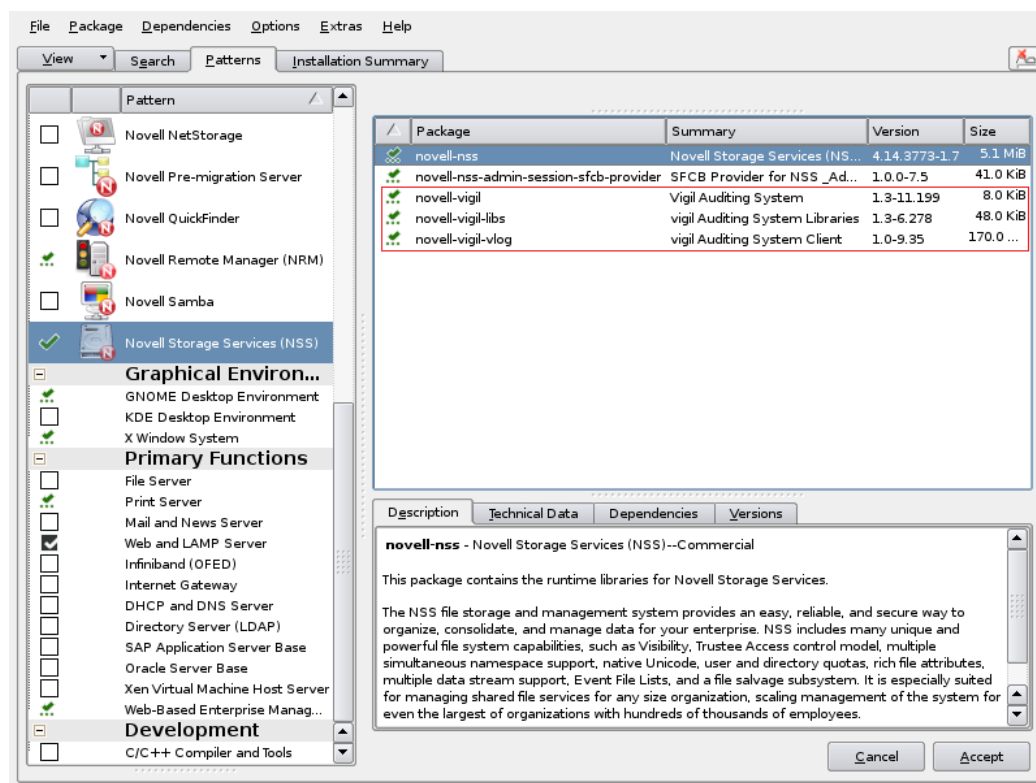 File Package Dependencies Options Extras Help
View Search Patterns Installation Summary
Pattern
Novell NetStorage
Novell Pre-migration Server
Novell QuickFinder
Novell Remote Manager (NRM)
Novell Samba
Novell Storage Services (NSS)
Graphical Environ...
GNOME Desktop Environment
KDE Desktop Environment
X Window System
Primary Functions
File Server
Print Server
Mail and News Server
Web and LAMP Server
Infiniband (OFED)
Internet Gateway
DHCP and DNS Server
Directory Server (LDAP)
SAP Application Server Base
Oracle Server Base
Xen Virtual Machine Host Server
Web-Based Enterprise Manag...
Development
C/C++ Compiler and Tools
Package Summary Version Size
novell-nss Novell Storage Services (NS... 4.14.3773-1.7 5.1 MiB
novell-nss-admin-session-sfcb-provider SFCB Provider for NSS _Ad... 1.0.0-7.5 41.0 KiB
novell-vigil Vigil Auditing System 1.3-11.199 8.0 KiB
novell-vigil-libs vigil Auditing System Libraries 1.3-6.278 48.0 KiB
novell-vigil-vlog vigil Auditing System Client 1.0-9.35 170.0 ...
Description Technical Data Dependencies Versions
novell-nss - Novell Storage Services (NSS)--Commercial
This package contains the runtime libraries for Novell Storage Services.
The NSS file storage and management system provides an easy, reliable, and secure way to
organize, consolidate, and manage data for your enterprise. NSS includes many unique and
powerful file system capabilities, such as Visibility, Trustee Access control model, multiple
simultaneous namespace support, native Unicode, user and directory quotas, rich file attributes,
multiple data stream support, Event File Lists, and a file salvage subsystem. It is especially suited
for managing shared file services for any size organization, scaling management of the system for
even the largest of organizations with hundreds of thousands of employees.
Cancel Accept